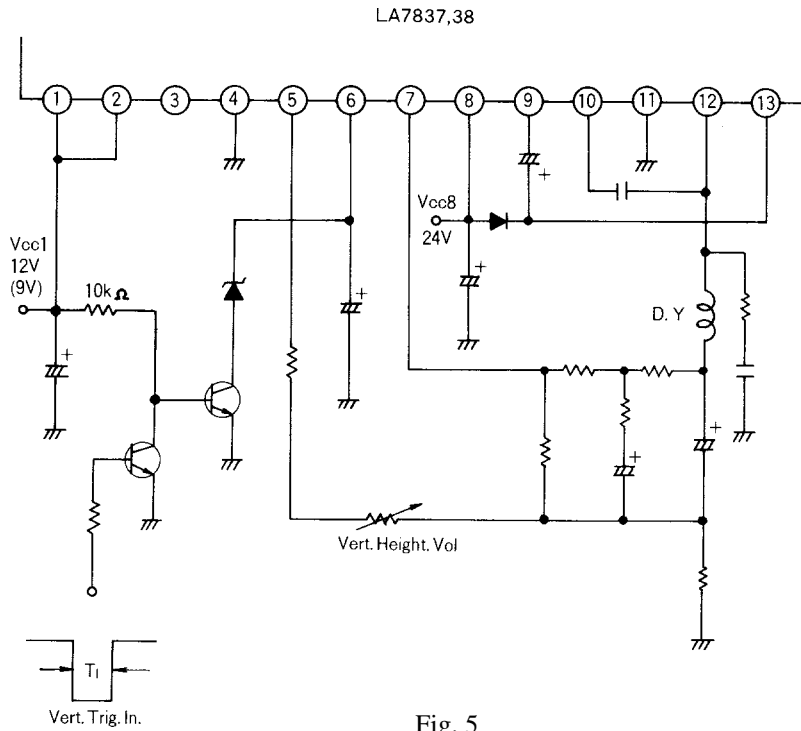 LA7837,38
1 2 3 4 5 6 7 8 9 10 11 12 13
+
Vcc8
24V
Vcc1
12V
(9V)
10kΩ
+
+
+
D. Y
+
+
Vert. Height. Vol
T1
Vert. Trig. In.
Fig. 5